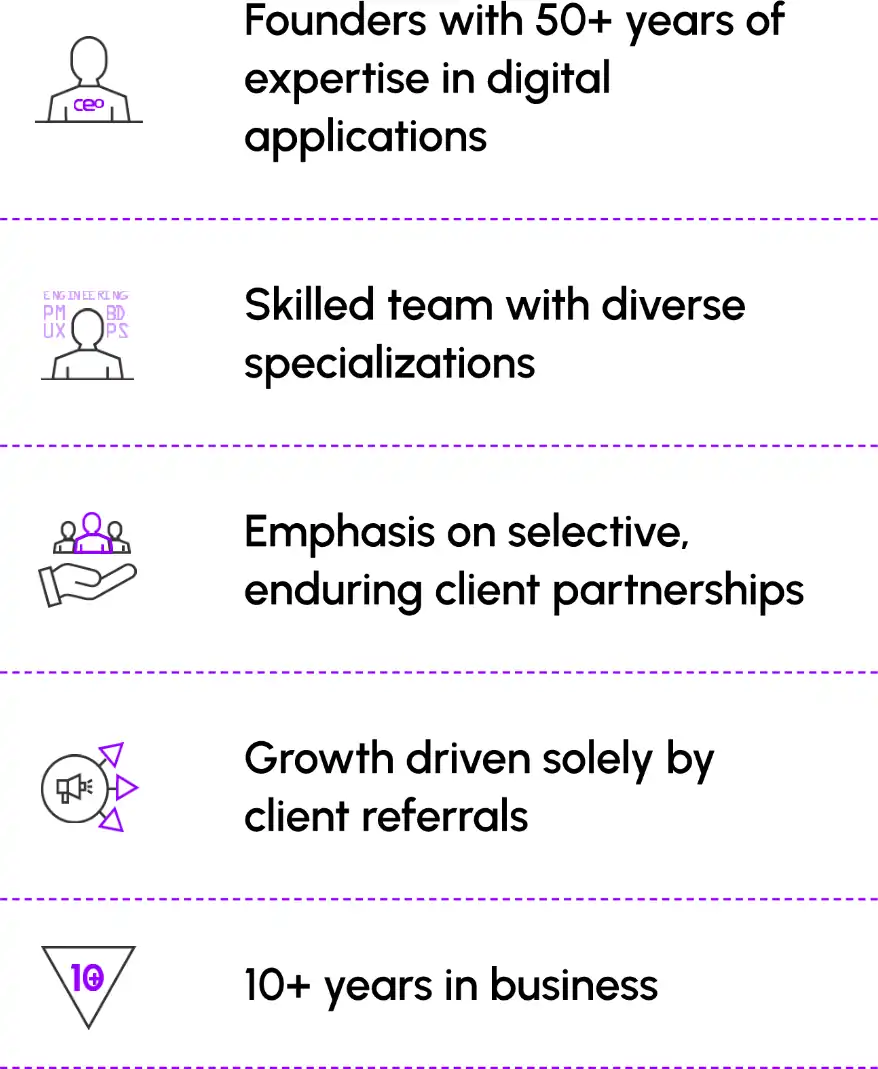 Founders with 50+ years of
expertise in digital
applications
ceo
ENGINEERING
PM BD
UX PS
Skilled team with diverse
specializations
Emphasis on selective,
enduring client partnerships
Growth driven solely by
client referrals
10+
10+ years in business